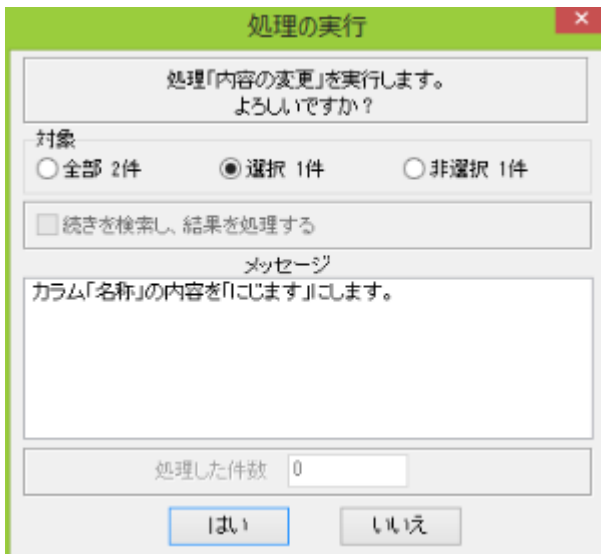 処理の実行
処理「内容の変更」を実行します。
よろしいですか？
対象
全部 2件 選択 1件 非選択 1件
続きを検索し、結果を処理する
メッセージ
カラム「名称」の内容を「にじます」にします。
処理した件数 0
はい いいえ